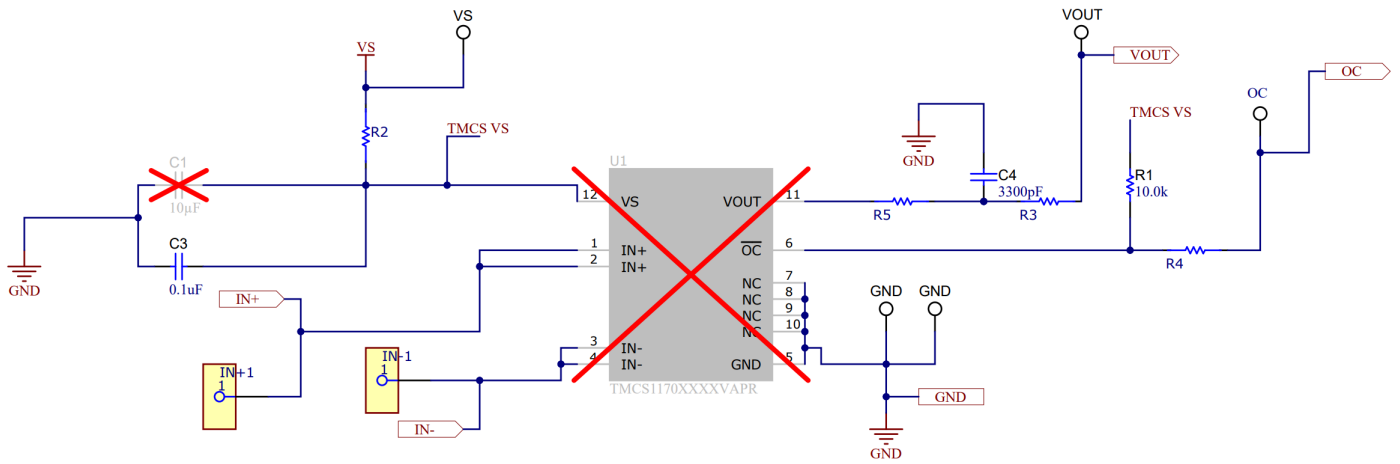 VS
VS
R2
TMCS VS
C1
10µF
C3
0.1uF
GND
IN+
IN+1
1
IN-1
1
IN-
U1
12
VS
1
IN+
2
IN+
3
IN-
4
IN-
VOUT
11
OC
6
NC
7
NC
8
NC
9
NC
10
GND
5
TMCS1170XXXXVAPR
GND
C4
3300pF
R5
R3
VOUT
VOUT
TMCS VS
R1
10.0k
R4
OC
OC
GND
GND
GND
GND